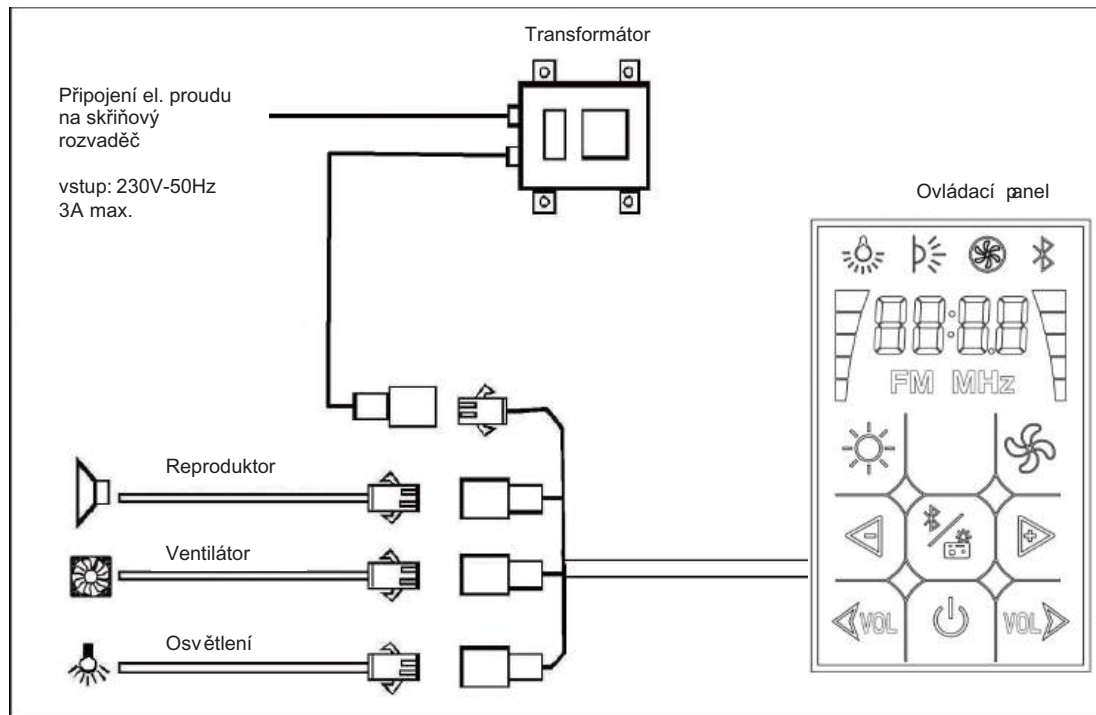 Transformátor
Připojení el. proudu
na skřiňový
rozvaděč
vstup: 230V-50Hz
3A max.
Ovládací panel
88:8.8
FM MHz
Reproduktor
Ventilátor
Osvětlení
VOL
VOL